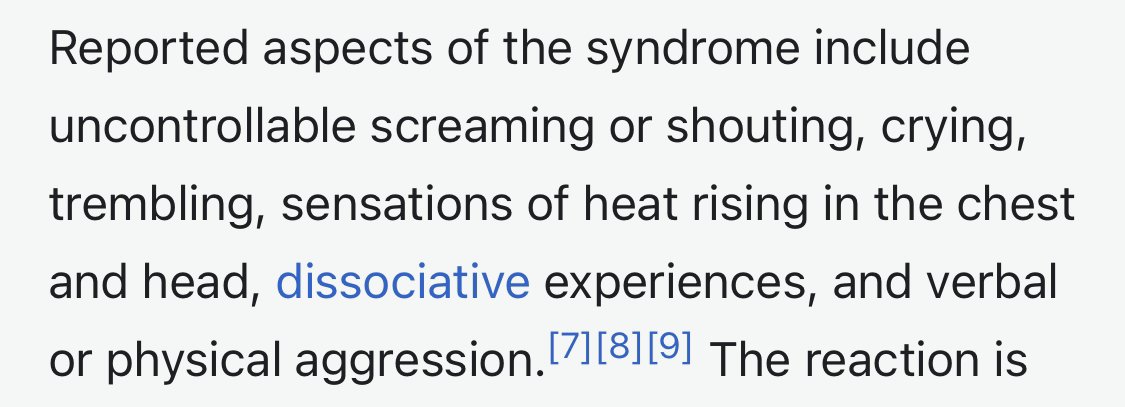 Reported aspects of the syndrome include
uncontrollable screaming or shouting, crying,
trembling, sensations of heat rising in the chest
and head, dissociative experiences, and verbal
or physical aggression.[7][8][9] The reaction is